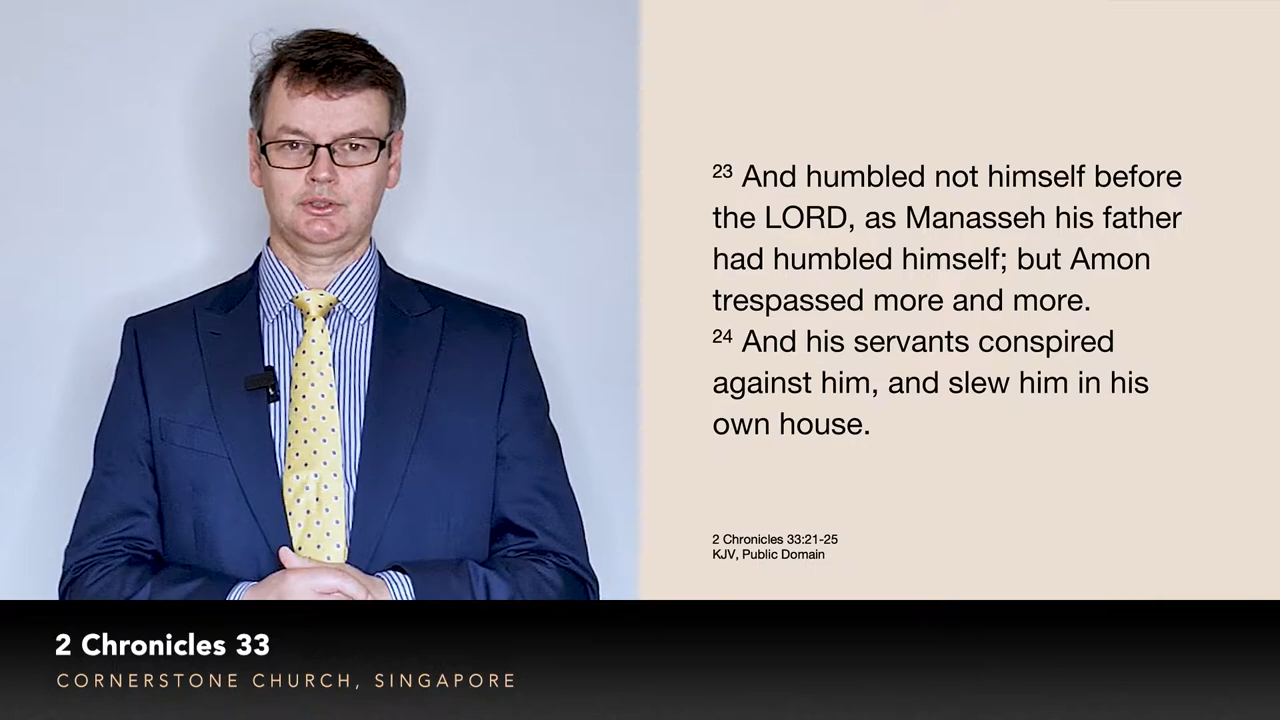 ²³ And humbled not himself before
the LORD, as Manasseh his father
had humbled himself; but Amon
trespassed more and more.
²⁴ And his servants conspired
against him, and slew him in his
own house.
2 Chronicles 33:21-25
KJV, Public Domain
2 Chronicles 33
CORNERSTONE CHURCH, SINGAPORE